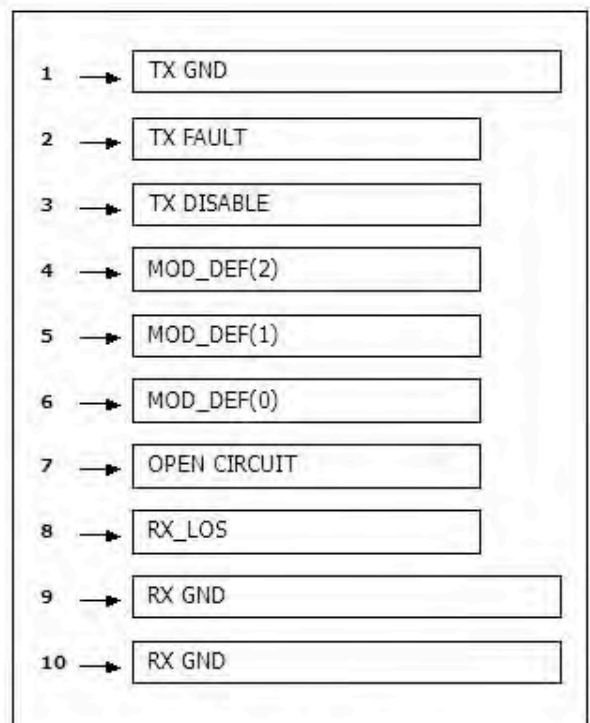 1 TX GND
2 TX FAULT
3 TX DISABLE
4 MOD_DEF(2)
5 MOD_DEF(1)
6 MOD_DEF(0)
7 OPEN CIRCUIT
8 RX_LOS
9 RX GND
10 RX GND